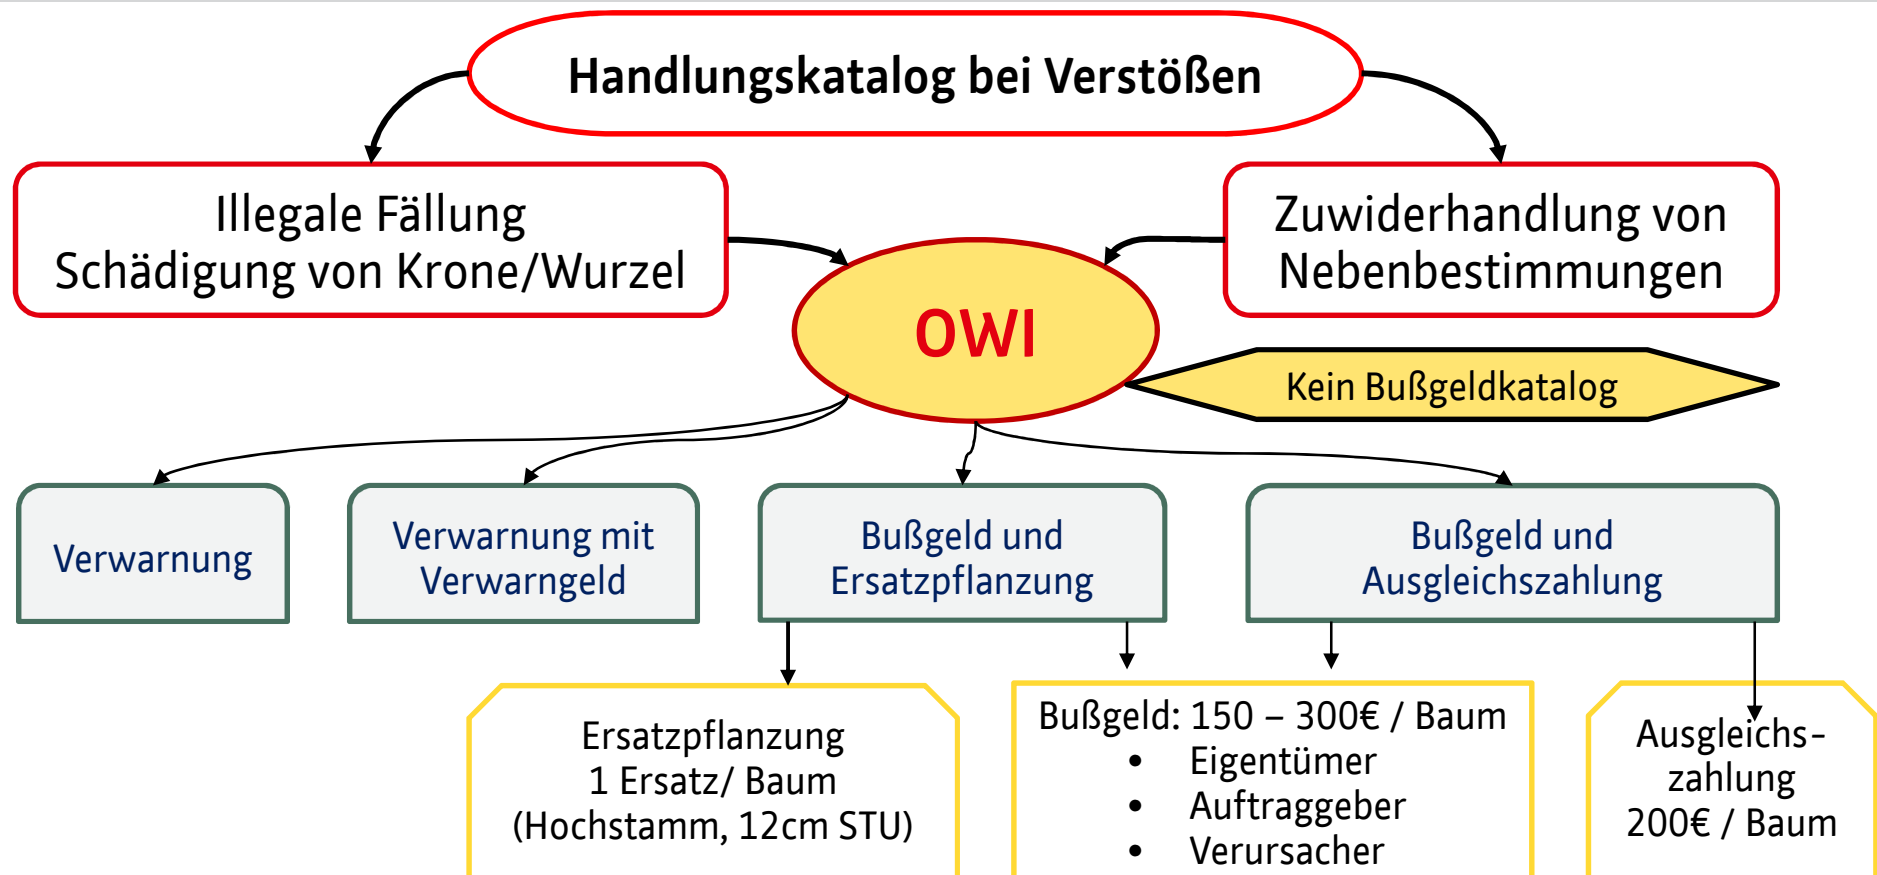 Handlungskatalog bei Verstößen
Illegale Fällung
Schädigung von Krone/Wurzel
Zuwiderhandlung von
Nebenbestimmungen
OWI
Kein Bußgeldkatalog
Verwarnung
Verwarnung mit
Verwarngeld
Bußgeld und
Ersatzpflanzung
Bußgeld und
Ausgleichszahlung
Ersatzpflanzung
1 Ersatz/ Baum
(Hochstamm, 12cm STU)
Bußgeld: 150 – 300€ / Baum
• Eigentümer
• Auftraggeber
• Verursacher
Ausgleichs-
zahlung
200€ / Baum